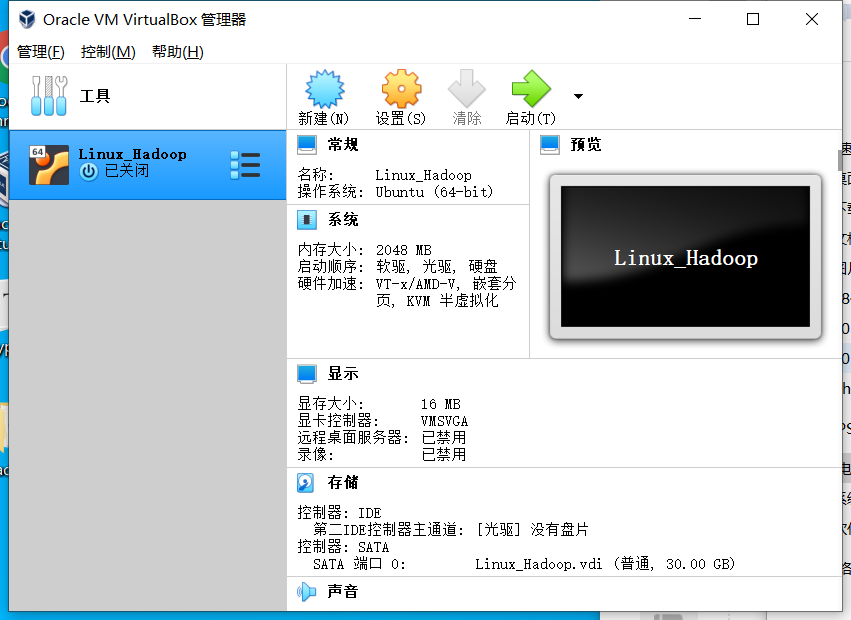 Oracle VM VirtualBox 管理器
管理(F) 控制(M) 帮助(H)
工具
新建(N) 设置(S) 清除 启动(T)
64
Linux_Hadoop
已关闭
常规
名称: Linux_Hadoop
操作系统: Ubuntu (64-bit)
系统
内存大小: 2048 MB
启动顺序: 软驱, 光驱, 硬盘
硬件加速: VT-x/AMD-V, 嵌套分
页, KVM 半虚拟化
预览
Linux_Hadoop
显示
显存大小: 16 MB
显卡控制器: VMSVGA
远程桌面服务器: 已禁用
录像: 已禁用
存储
控制器: IDE
第二IDE控制器主通道: [光驱] 没有盘片
控制器: SATA
SATA 端口 0: Linux_Hadoop.vdi (普通, 30.00 GB)
声音